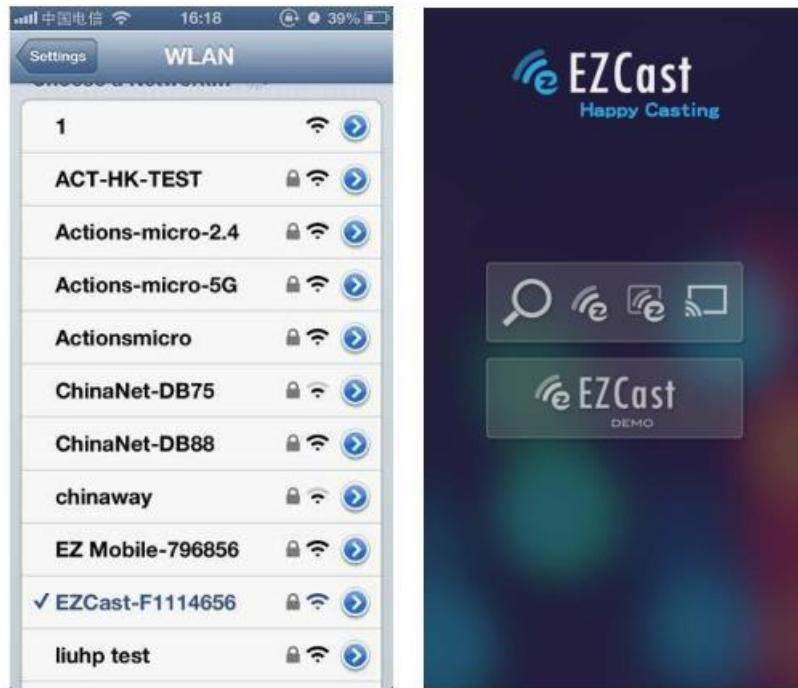 中国电信 16:18 39%
Settings WLAN
Choose a Network...
1
ACT-HK-TEST
Actions-micro-2.4
Actions-micro-5G
Actionsmicro
ChinaNet-DB75
ChinaNet-DB88
chinaway
EZ Mobile-796856
✓ EZCast-F1114656
liuhp test
EZCast
Happy Casting
EZCast
DEMO